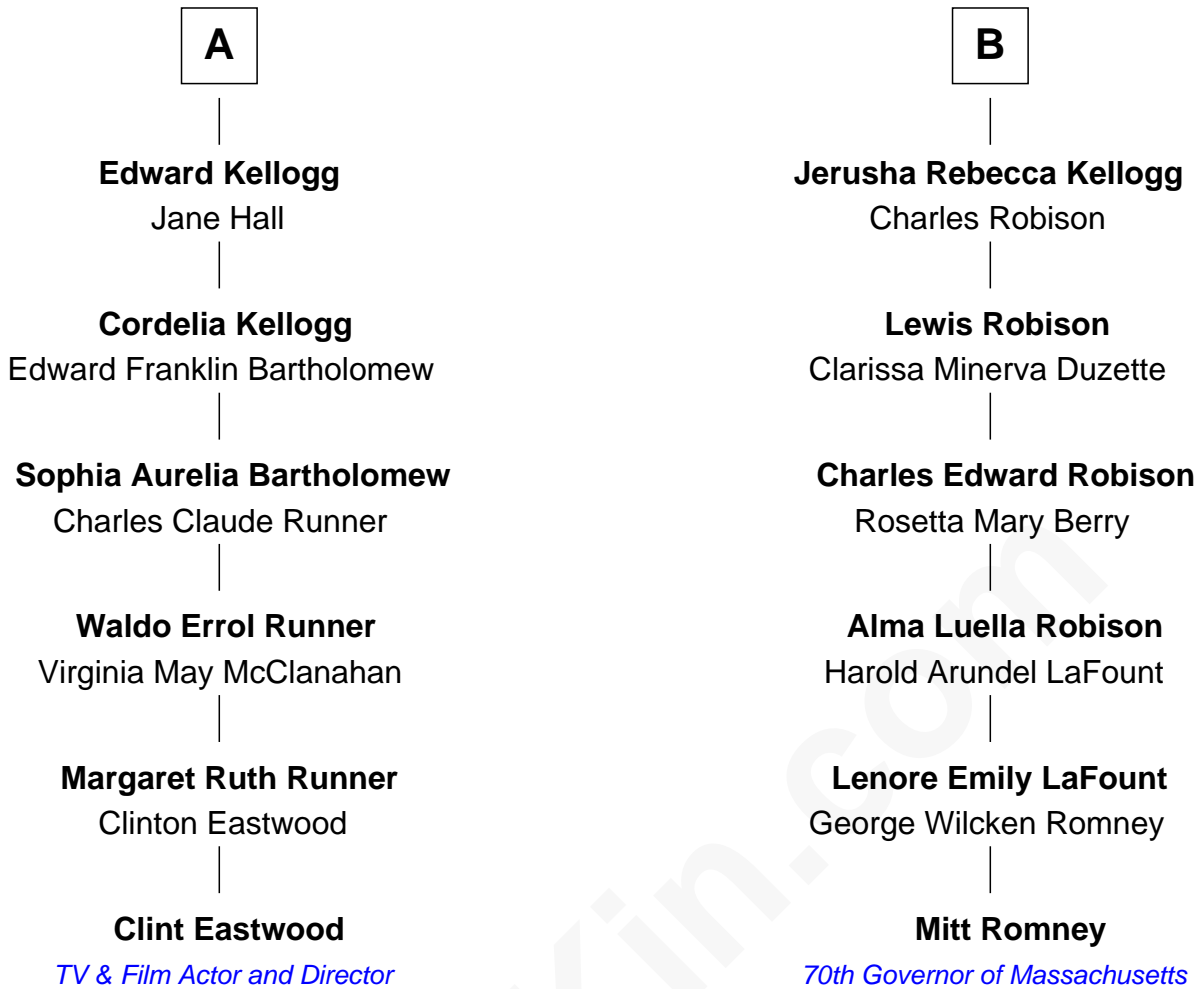 A
Edward Kellogg
Jane Hall
Cordelia Kellogg
Edward Franklin Bartholomew
Sophia Aurelia Bartholomew
Charles Claude Runner
Waldo Errol Runner
Virginia May McClanahan
Margaret Ruth Runner
Clinton Eastwood
Clint Eastwood
TV & Film Actor and Director
B
Jerusha Rebecca Kellogg
Charles Robison
Lewis Robison
Clarissa Minerva Duzette
Charles Edward Robison
Rosetta Mary Berry
Alma Luella Robison
Harold Arundel LaFount
Lenore Emily LaFount
George Wilcken Romney
Mitt Romney
70th Governor of Massachusetts
Kin.com